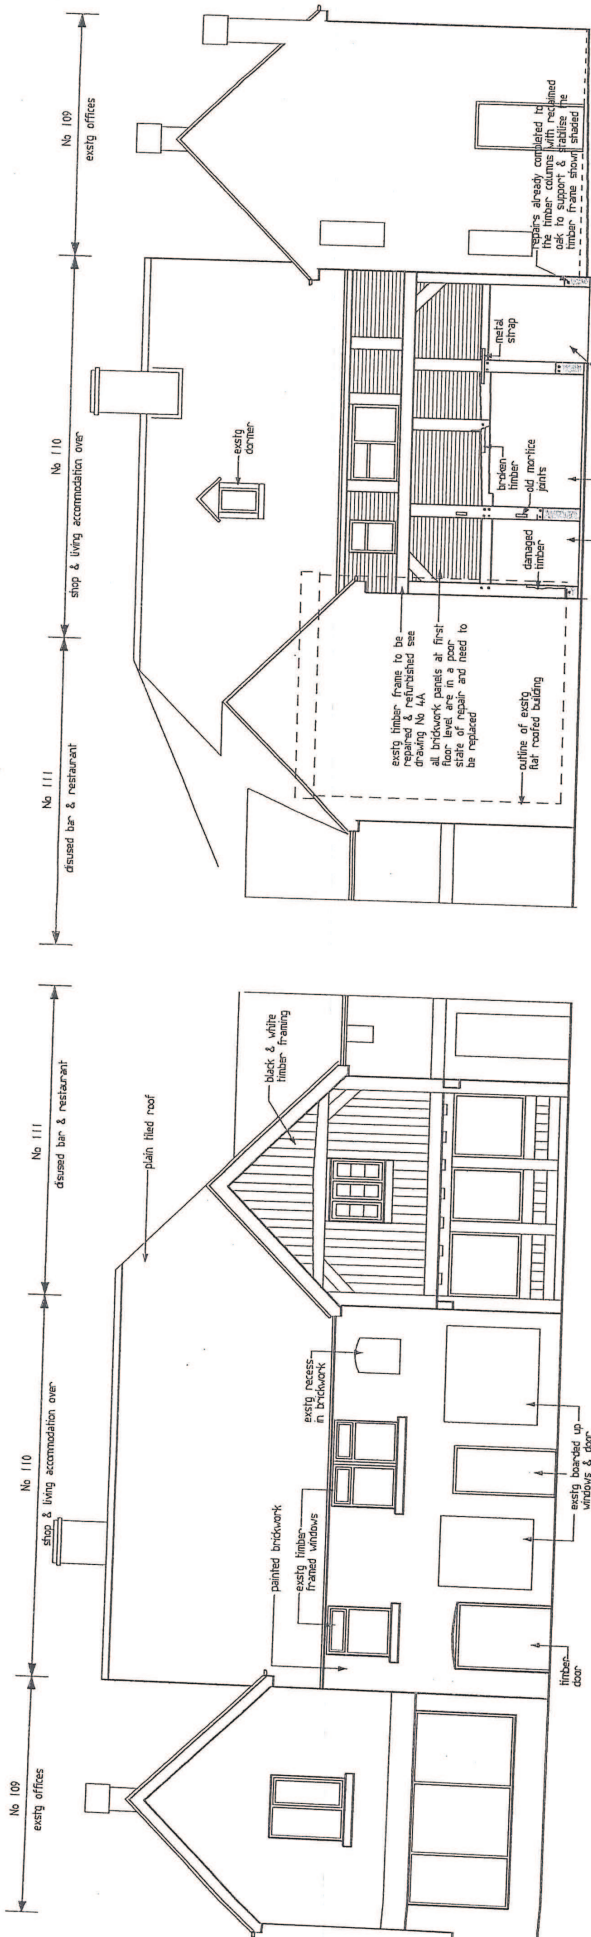 No 109
exstg offices
No 110
shop & living accommodation over
No 111
disused bar & restaurant
plain tiled roof
black & white
timber framing
painted brickwork
exstg timber
framed windows
exstg recess
in brickwork
timber
door
exstg boarded up
windows & door
No 111
disused bar & restaurant
No 110
shop & living accommodation over
No 109
exstg offices
exstg
dormer
exstg timber frame to be
repaired & refurbished see
drawing No 4A
all brickwork panels at first
floor level are in a poor
state of repair and need to
be replaced
outline of exstg
flat roofed building
damaged
timber
old mortice
joints
broken
timber
metal
strap
repairs already completed to
the timber columns with reclaimed
oak to support & stabilise the
timber frame shown shaded